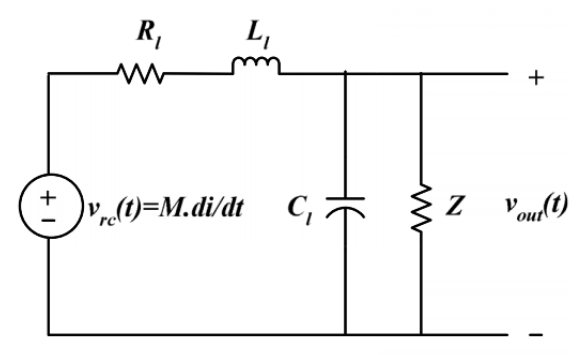 R_l L_l
+
+ v_rc(t)=M.di/dt C_l Z v_out(t)
−
−